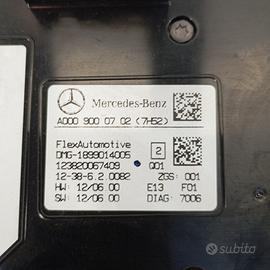 Mercedes-Benz
A000 900 07 02 (7H52)
FlexAutomotive
DMG-1899014005
2
123820067409
Q01
12-38-6.2.0082
ZGS: 001
HW: 12/06 00
E13
F01
SW: 12/06 00
DIAG: 7006
subito